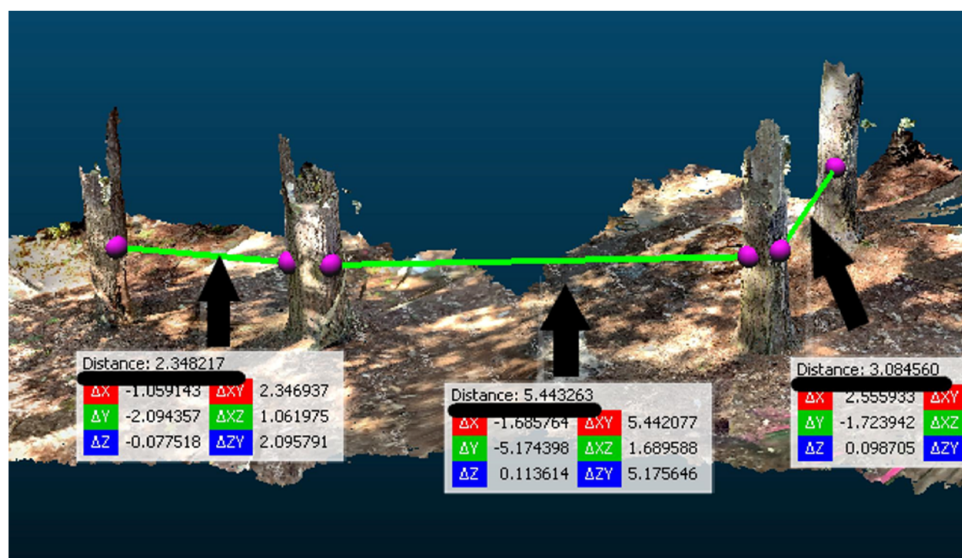 Distance: 2.348217
ΔX -1.059143 ΔXY 2.346937
ΔY -2.094357 ΔXZ 1.061975
ΔZ -0.077518 ΔZY 2.095791
Distance: 5.443263
ΔX -1.685764 ΔXY 5.442077
ΔY -5.174398 ΔXZ 1.689588
ΔZ 0.113614 ΔZY 5.175646
Distance: 3.084560
ΔX 2.555933 ΔXY
ΔY -1.723942 ΔXZ
ΔZ 0.098705 ΔZY